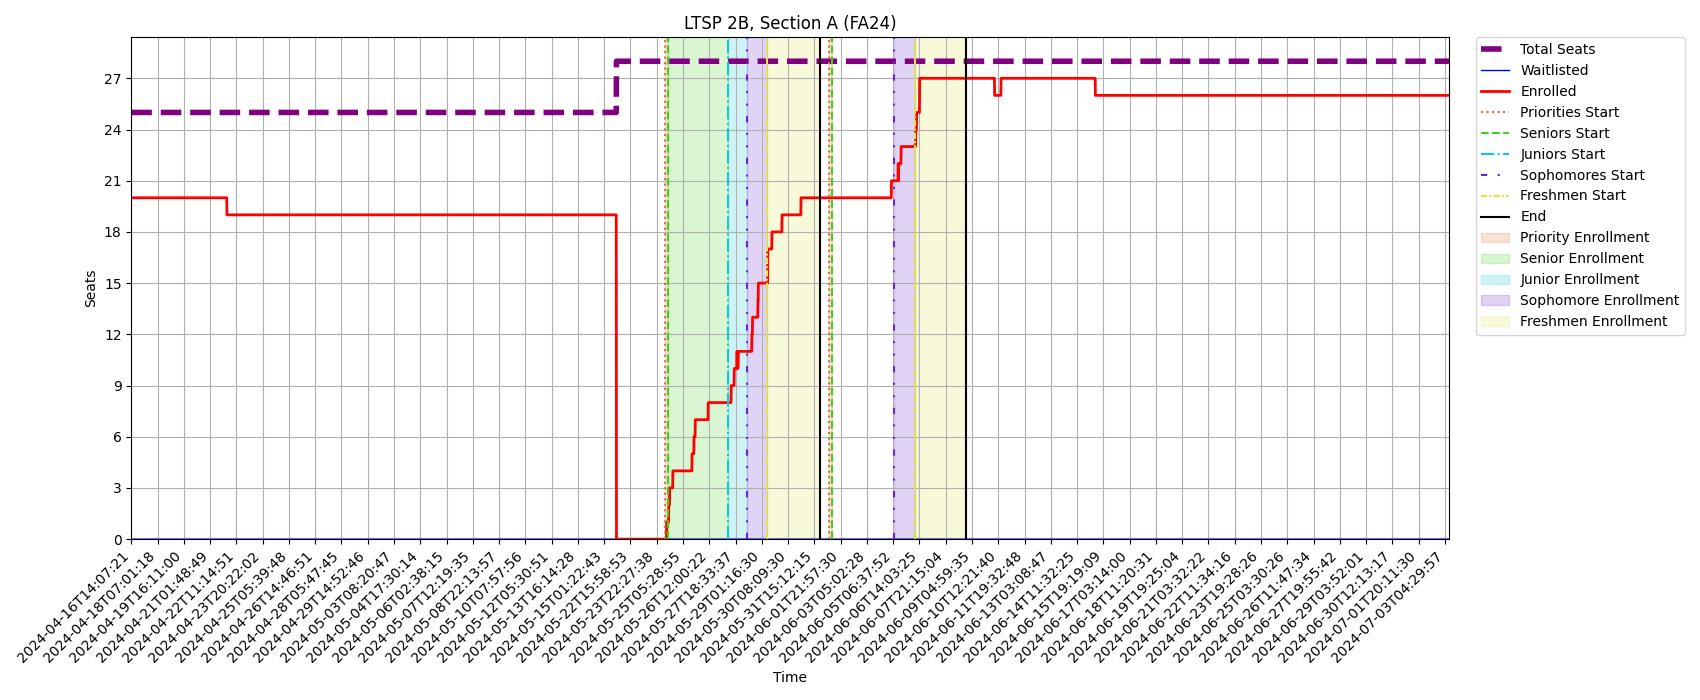 LTSP 2B, Section A (FA24)
Seats
27
24
21
18
15
12
9
6
3
0
2024-04-16T14:07:21
2024-04-18T07:01:18
2024-04-19T16:11:00
2024-04-21T01:48:49
2024-04-22T11:14:51
2024-04-23T20:22:02
2024-04-25T05:39:48
2024-04-26T14:46:51
2024-04-28T05:47:45
2024-04-29T14:52:46
2024-05-03T08:20:47
2024-05-04T17:30:14
2024-05-06T02:38:15
2024-05-07T12:19:35
2024-05-08T22:13:57
2024-05-10T07:57:56
2024-05-12T05:30:51
2024-05-13T16:14:28
2024-05-15T01:22:43
2024-05-22T15:58:53
2024-05-23T22:27:38
2024-05-25T05:28:55
2024-05-26T12:00:22
2024-05-27T18:33:37
2024-05-29T01:16:30
2024-05-30T08:09:30
2024-05-31T15:12:15
2024-06-01T21:57:30
2024-06-03T05:02:28
2024-06-05T06:37:52
2024-06-06T14:03:25
2024-06-07T21:15:04
2024-06-09T04:59:35
2024-06-10T12:21:40
2024-06-11T19:32:48
2024-06-13T03:08:47
2024-06-14T11:32:25
2024-06-15T19:19:09
2024-06-17T03:14:00
2024-06-18T11:20:31
2024-06-19T19:25:04
2024-06-21T03:32:22
2024-06-22T11:34:16
2024-06-23T19:28:26
2024-06-25T03:30:26
2024-06-26T11:47:34
2024-06-27T19:55:42
2024-06-29T03:52:01
2024-06-30T12:13:17
2024-07-01T20:11:30
2024-07-03T04:29:57
Time
Total Seats
Waitlisted
Enrolled
Priorities Start
Seniors Start
Juniors Start
Sophomores Start
Freshmen Start
End
Priority Enrollment
Senior Enrollment
Junior Enrollment
Sophomore Enrollment
Freshmen Enrollment